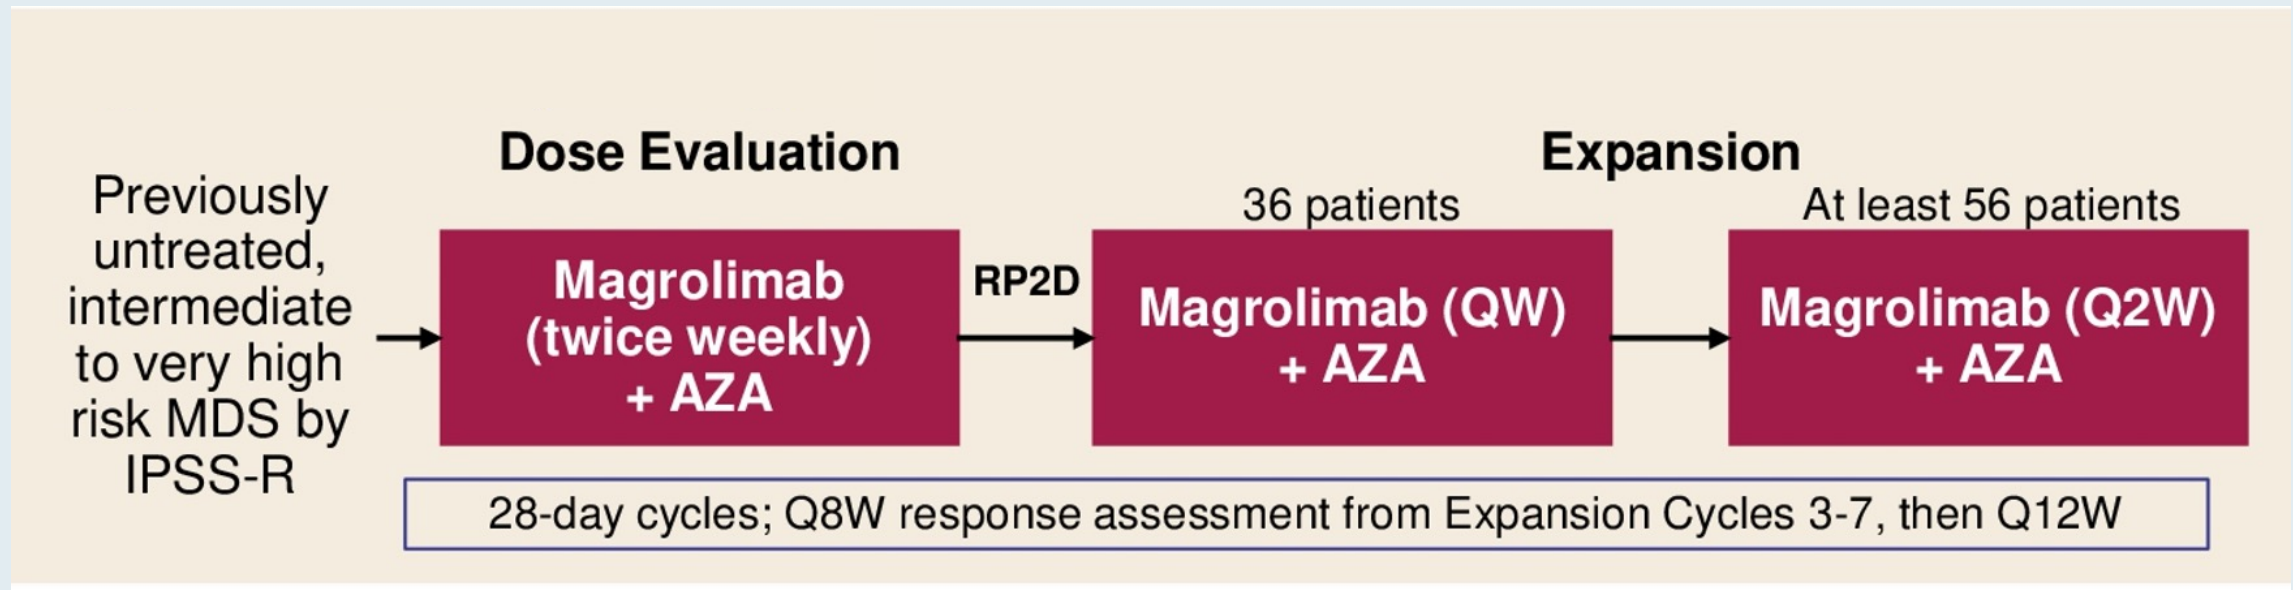 Dose Evaluation
Expansion
Previously
untreated,
intermediate
to very high
risk MDS by
IPSS-R
Magrolimab
(twice weekly)
+ AZA
RP2D
36 patients
Magrolimab (QW)
+ AZA
At least 56 patients
Magrolimab (Q2W)
+ AZA
28-day cycles; Q8W response assessment from Expansion Cycles 3-7, then Q12W